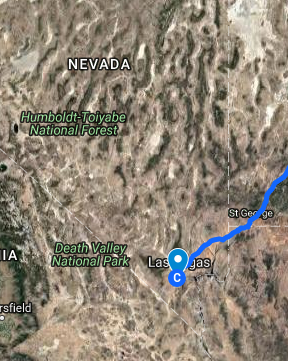 NEVADA
Humboldt-Toiyabe
National Forest
St George
Death Valley
National Park
Las Vegas
IA
C
rsfield